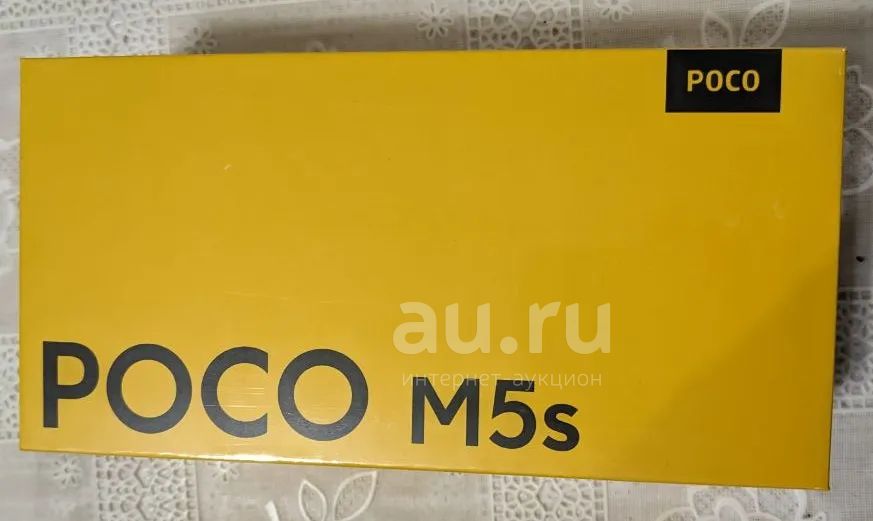 POCO
au.ru
интернет аукцион
POCO M5s